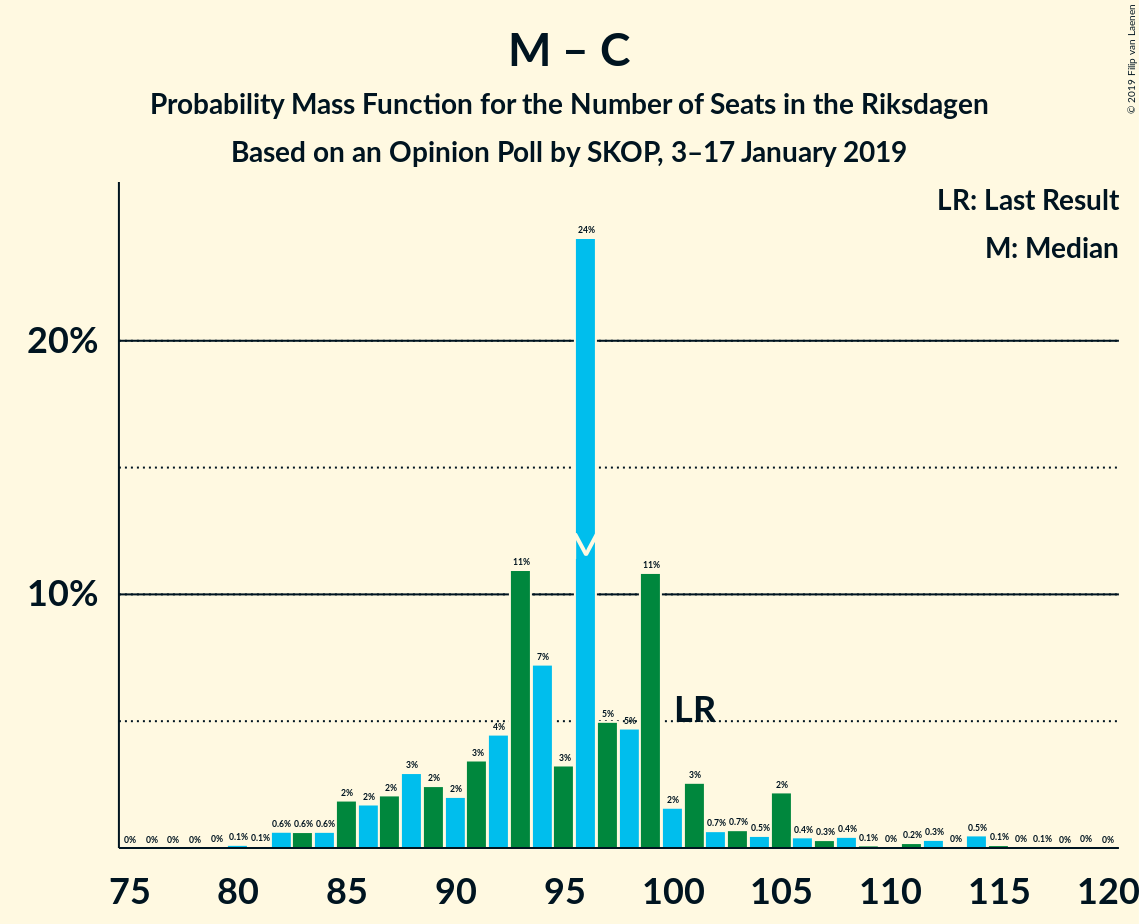 M – C
Probability Mass Function for the Number of Seats in the Riksdagen
Based on an Opinion Poll by SKOP, 3–17 January 2019
© 2019 Filip van Laenen
LR: Last Result
M: Median
20%
10%
0% 0% 0% 0% 0% 0.1% 0.1% 0.6% 0.6% 0.6% 2% 2% 2% 3% 2% 2% 3% 4% 11% 7% 3% 24% 5% 5% 11% 2% 3% 0.7% 0.7% 0.5% 2% 0.4% 0.3% 0.4% 0.1% 0% 0.2% 0.3% 0% 0.5% 0.1% 0% 0.1% 0% 0% 0%
LR
75 80 85 90 95 100 105 110 115 120